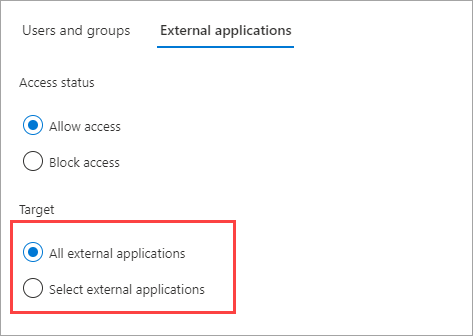 Users and groups External applications
Access status
Allow access
Block access
Target
All external applications
Select external applications